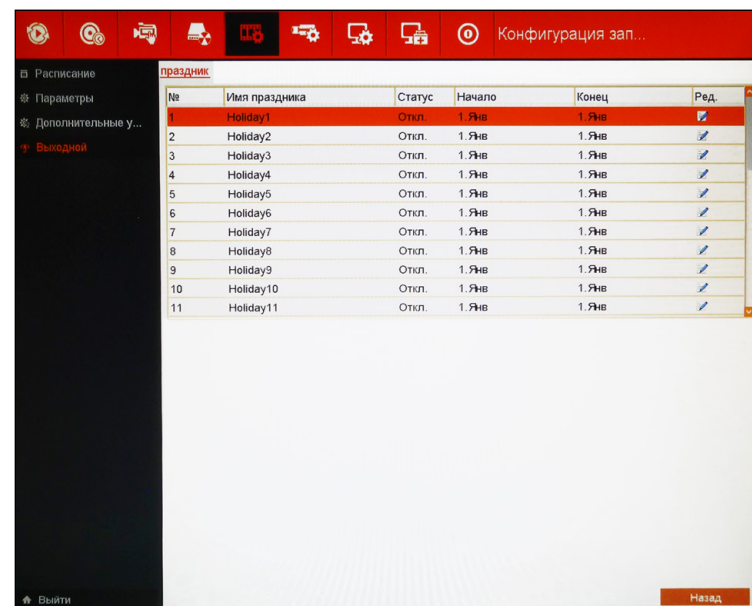 Конфигурация зап...
Расписание
Параметры
Дополнительные у...
Выходной
праздник
№ Имя праздника Статус Начало Конец Ред.
1 Holiday1 Откл. 1.Янв 1.Янв
2 Holiday2 Откл. 1.Янв 1.Янв
3 Holiday3 Откл. 1.Янв 1.Янв
4 Holiday4 Откл. 1.Янв 1.Янв
5 Holiday5 Откл. 1.Янв 1.Янв
6 Holiday6 Откл. 1.Янв 1.Янв
7 Holiday7 Откл. 1.Янв 1.Янв
8 Holiday8 Откл. 1.Янв 1.Янв
9 Holiday9 Откл. 1.Янв 1.Янв
10 Holiday10 Откл. 1.Янв 1.Янв
11 Holiday11 Откл. 1.Янв 1.Янв
Выйти
Назад